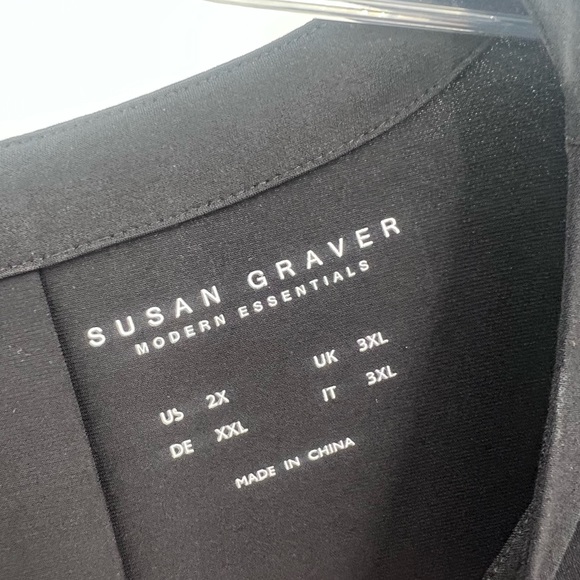 SUSAN GRAVER
MODERN ESSENTIALS
US 2X UK 3XL
DE XXL IT 3XL
MADE IN CHINA